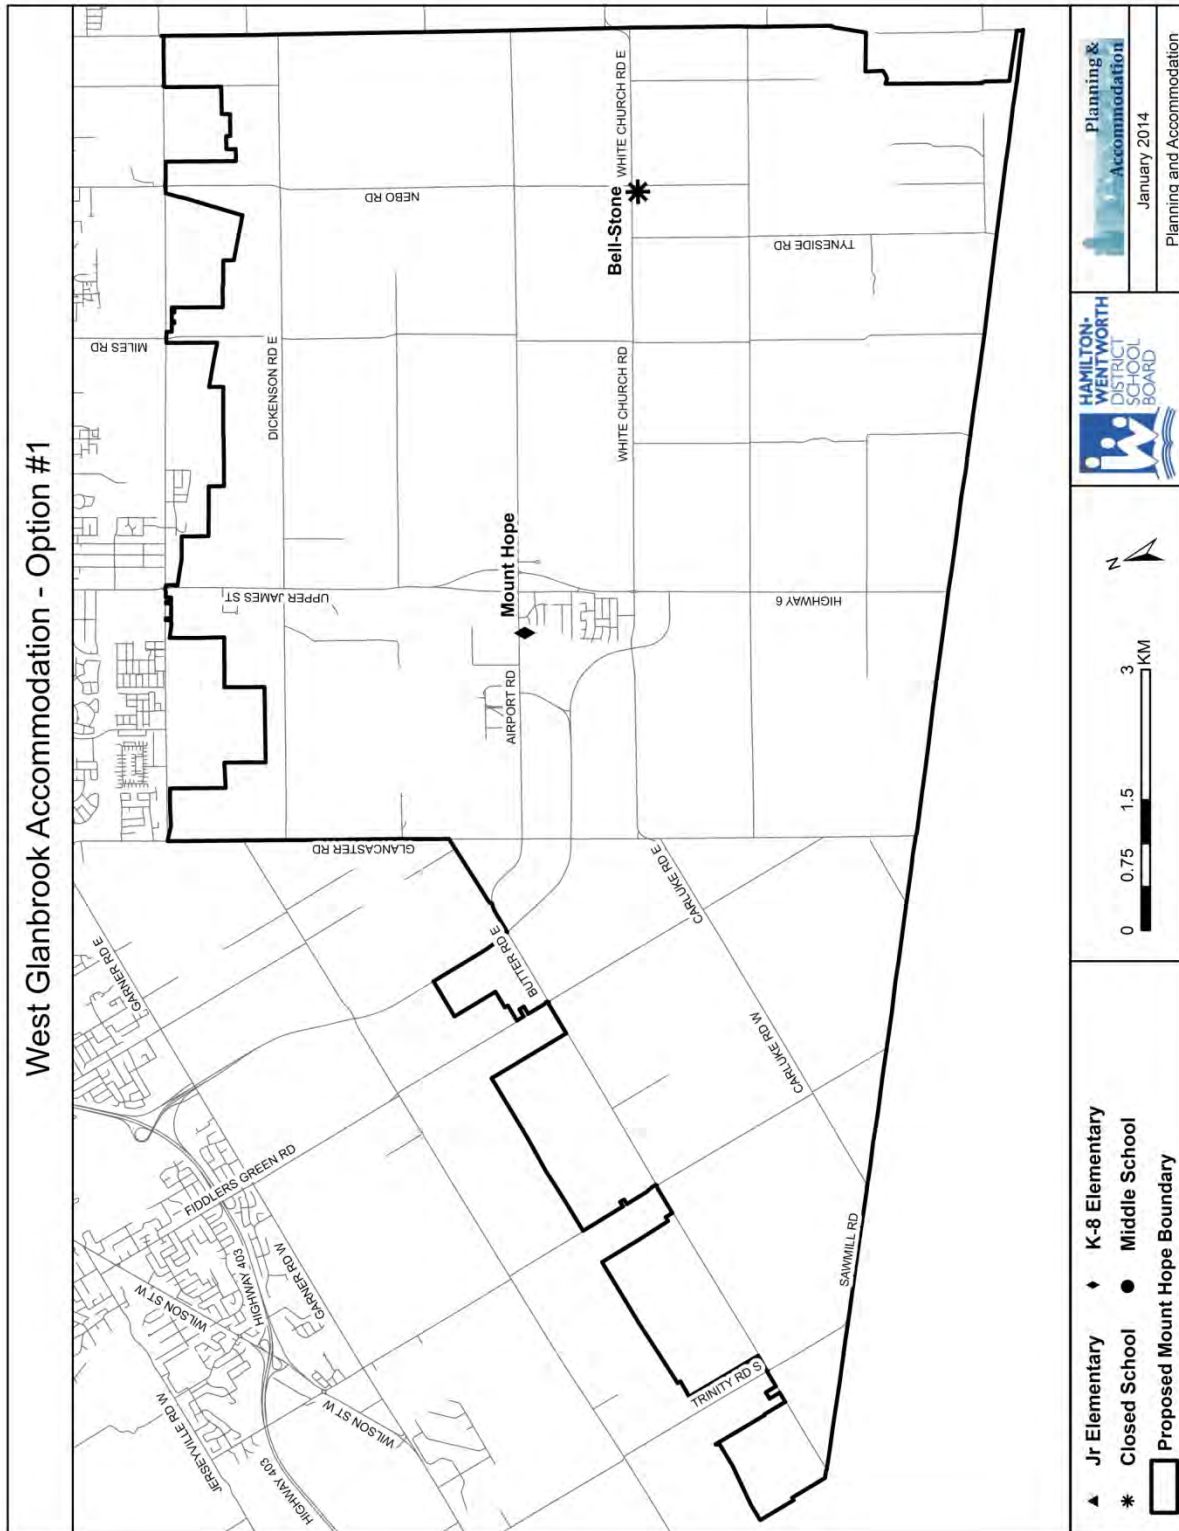 West Glanbrook Accommodation - Option #1
JERSEYVILLE RD W
HIGHWAY 403
WILSON ST W
WILSON ST W
HIGHWAY 403
GARNER RD W
FIDDLERS GREEN RD
GARNER RD E
TRINITY RD S
SAWMILL RD
CARLUKE RD W
BUTTER RD E
CARLUKE RD E
GLANCASTER RD
AIRPORT RD
UPPER JAMES ST
Mount Hope
HIGHWAY 6
DICKENSON RD E
MILES RD
WHITE CHURCH RD
NEBO RD
Bell-Stone
WHITE CHURCH RD E
TYNESIDE RD
Jr Elementary
K-8 Elementary
Closed School
Middle School
Proposed Mount Hope Boundary
N
0 0.75 1.5 3
KM
HAMILTON-
WENTWORTH
DISTRICT
SCHOOL
BOARD
Planning &
Accommodation
January 2014
Planning and Accommodation